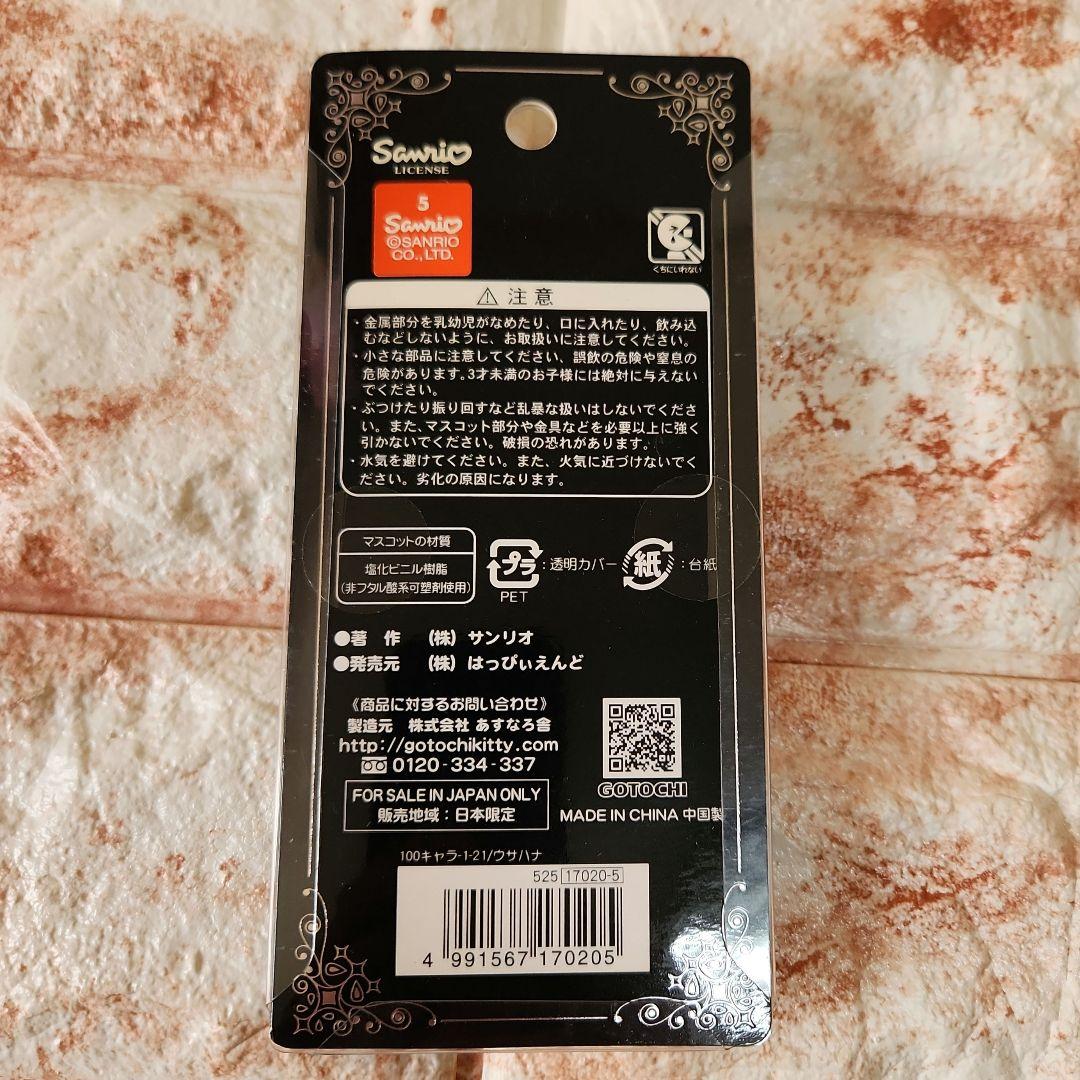 Sanrio
LICENSE
5
Sanrio
©SANRIO
CO.,LTD.
くちにいれない
⚠ 注意
・金属部分を乳幼児がなめたり、口に入れたり、飲み込
むなどしないように、お取扱いに注意してください。
・小さな部品に注意してください、誤飲の危険や窒息の
危険があります。3才未満のお子様には絶対に与えない
でください。
・ぶつけたり振り回すなど乱暴な扱いはしないでくださ
い。また、マスコット部分や金具などを必要以上に強く
引かないでください。破損の恐れがあります。
・水気を避けてください。また、火気に近づけないでく
ださい。劣化の原因になります。
マスコットの材質
塩化ビニル樹脂
(非フタル酸系可塑剤使用)
プラ
PET
:透明カバー
紙
:台紙
●著 作 (株) サンリオ
●発売元 (株) はっぴぃえんど
《商品に対するお問い合わせ》
製造元 株式会社 あすなろ舎
http://gotochikitty.com
0120-334-337
GOTOCHI
FOR SALE IN JAPAN ONLY
販売地域：日本限定
MADE IN CHINA 中国製
100キャラ-1-21/ウサハナ
525 17020-5
4 991567 170205